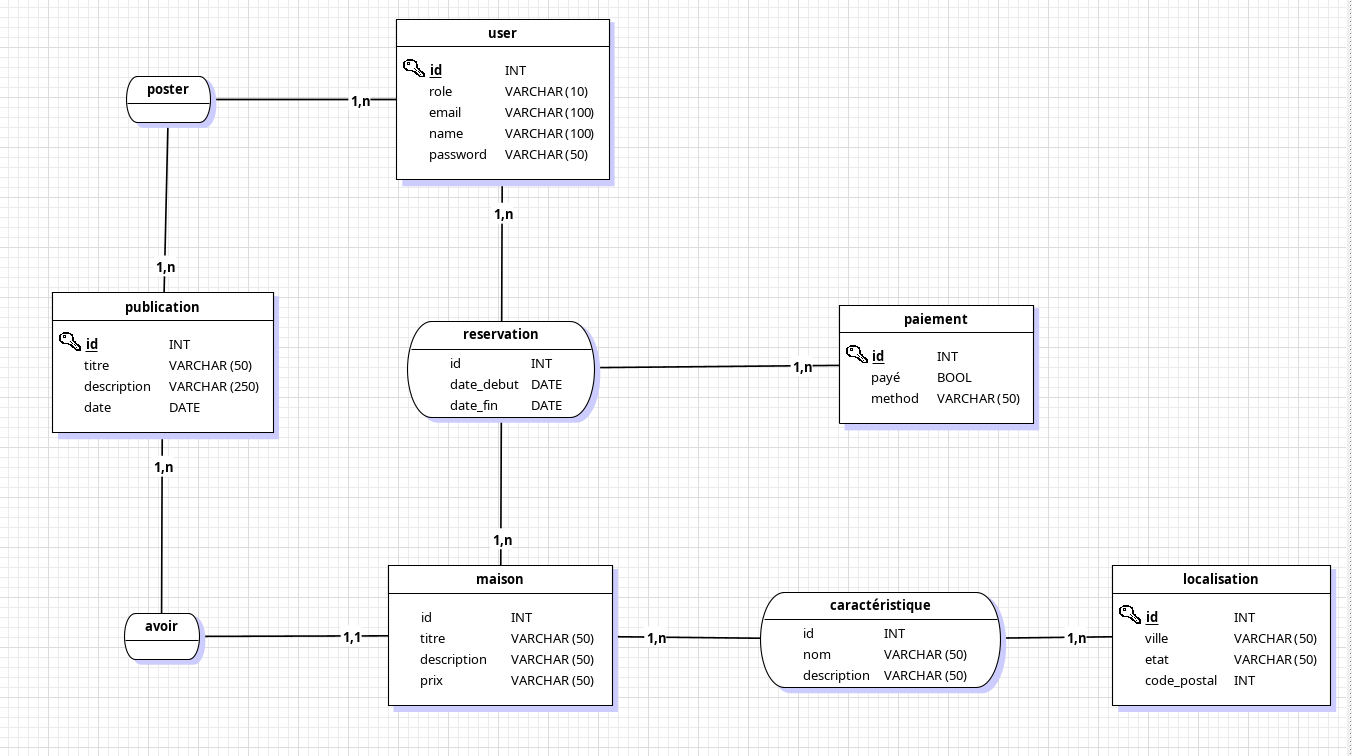 user
id INT
role VARCHAR (10)
email VARCHAR (100)
name VARCHAR (100)
password VARCHAR (50)
poster
1,n
1,n
1,n
publication
id INT
titre VARCHAR (50)
description VARCHAR (250)
date DATE
reservation
id INT
date_debut DATE
date_fin DATE
1,n
paiement
id INT
payé BOOL
method VARCHAR (50)
1,n
1,n
avoir
1,1
maison
id INT
titre VARCHAR (50)
description VARCHAR (50)
prix VARCHAR (50)
1,n
caractéristique
id INT
nom VARCHAR (50)
description VARCHAR (50)
1,n
localisation
id INT
ville VARCHAR (50)
etat VARCHAR (50)
code_postal INT